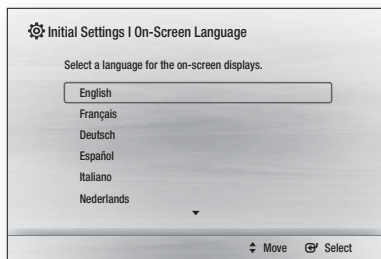 Initial Settings I On-Screen Language
Select a language for the on-screen displays.
English
Français
Deutsch
Español
Italiano
Nederlands
Move Select